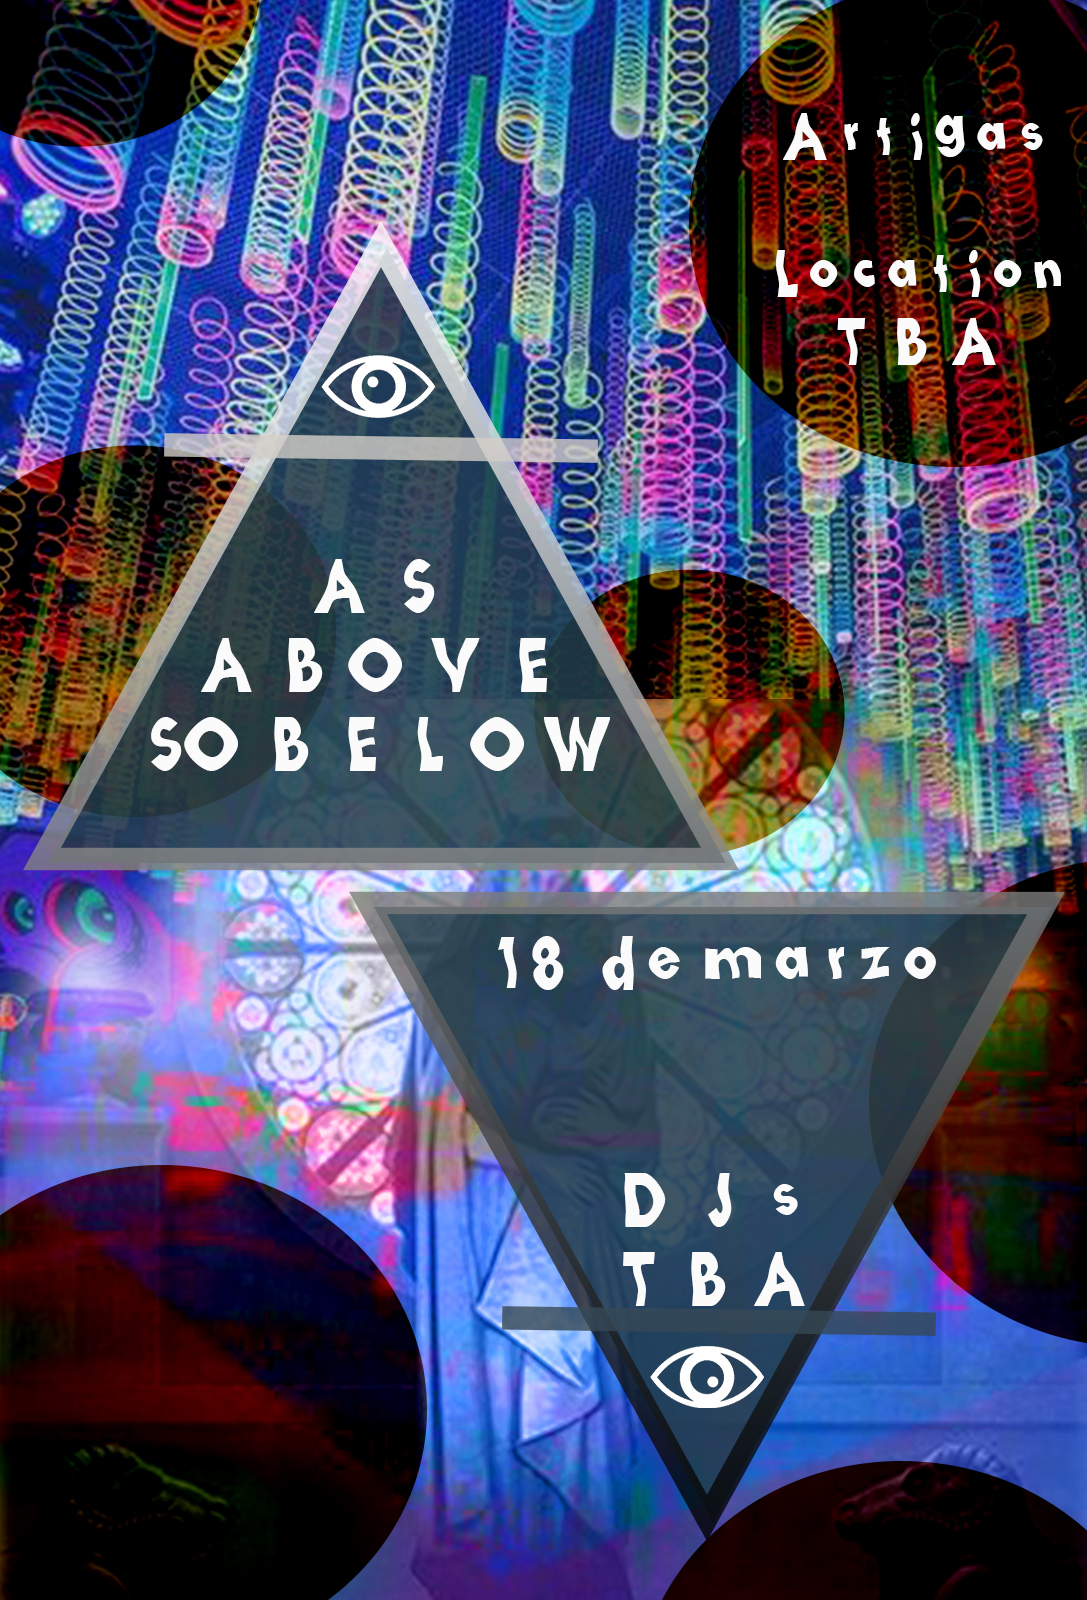 Artigas
Location
TBA
AS
ABOVE
SO BELOW
18 de marzo
DJs
TBA